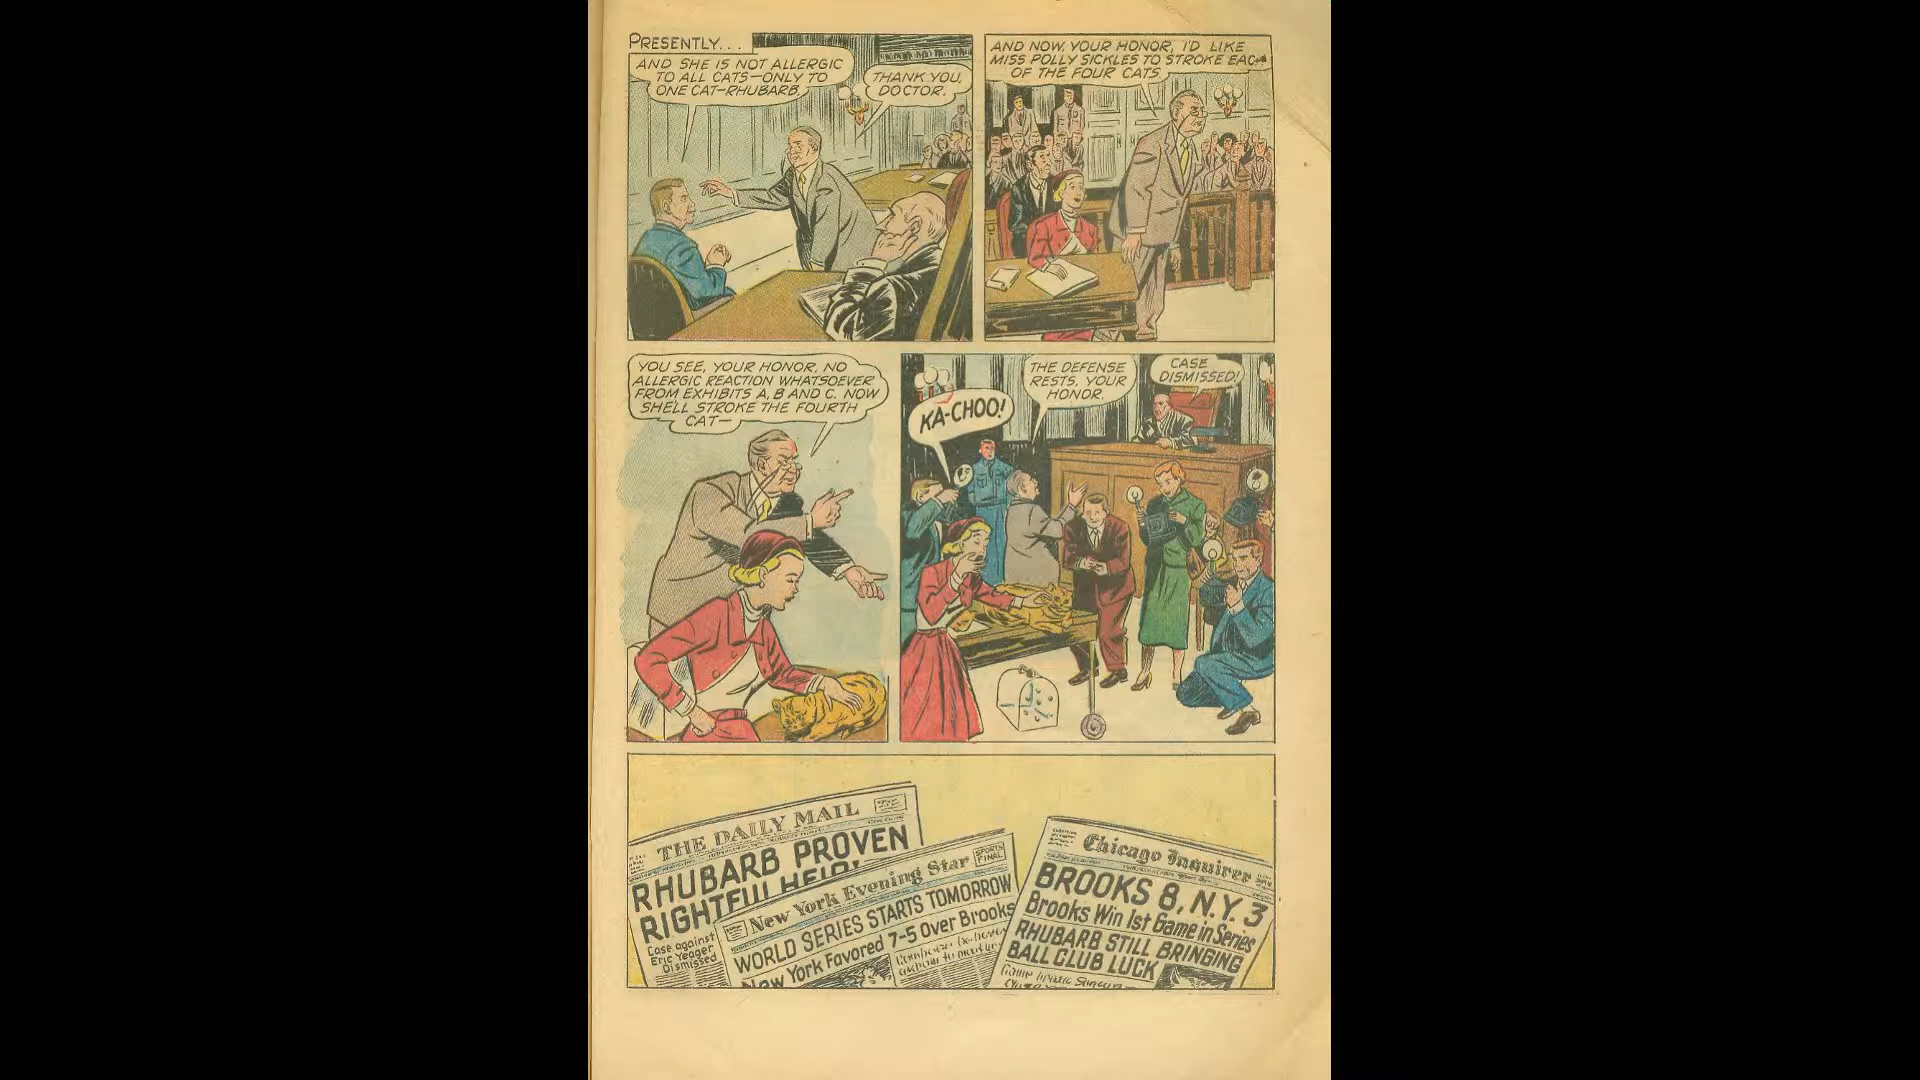 PRESENTLY...
AND SHE IS NOT ALLERGIC
TO ALL CATS—ONLY TO
ONE CAT—RHUBARB.
THANK YOU,
DOCTOR.
AND NOW, YOUR HONOR, I'D LIKE
MISS POLLY SICKLES TO STROKE EACH
OF THE FOUR CATS.
YOU SEE, YOUR HONOR, NO
ALLERGIC REACTION WHATSOEVER
FROM EXHIBITS A, B AND C. NOW
SHE'LL STROKE THE FOURTH
CAT—
KA-CHOO!
THE DEFENSE
RESTS, YOUR
HONOR.
CASE
DISMISSED!
THE DAILY MAIL
RHUBARB PROVEN
RIGHTFUL HEIR!
Case against
Eric Yeager
Dismissed
New York Evening Star
SPORTS
FINAL
WORLD SERIES STARTS TOMORROW
New York Favored 7-5 Over Brooks
Chicago Inquirer
BROOKS 8, N.Y. 3
Brooks Win 1st Game in Series
RHUBARB STILL BRINGING
BALL CLUB LUCK